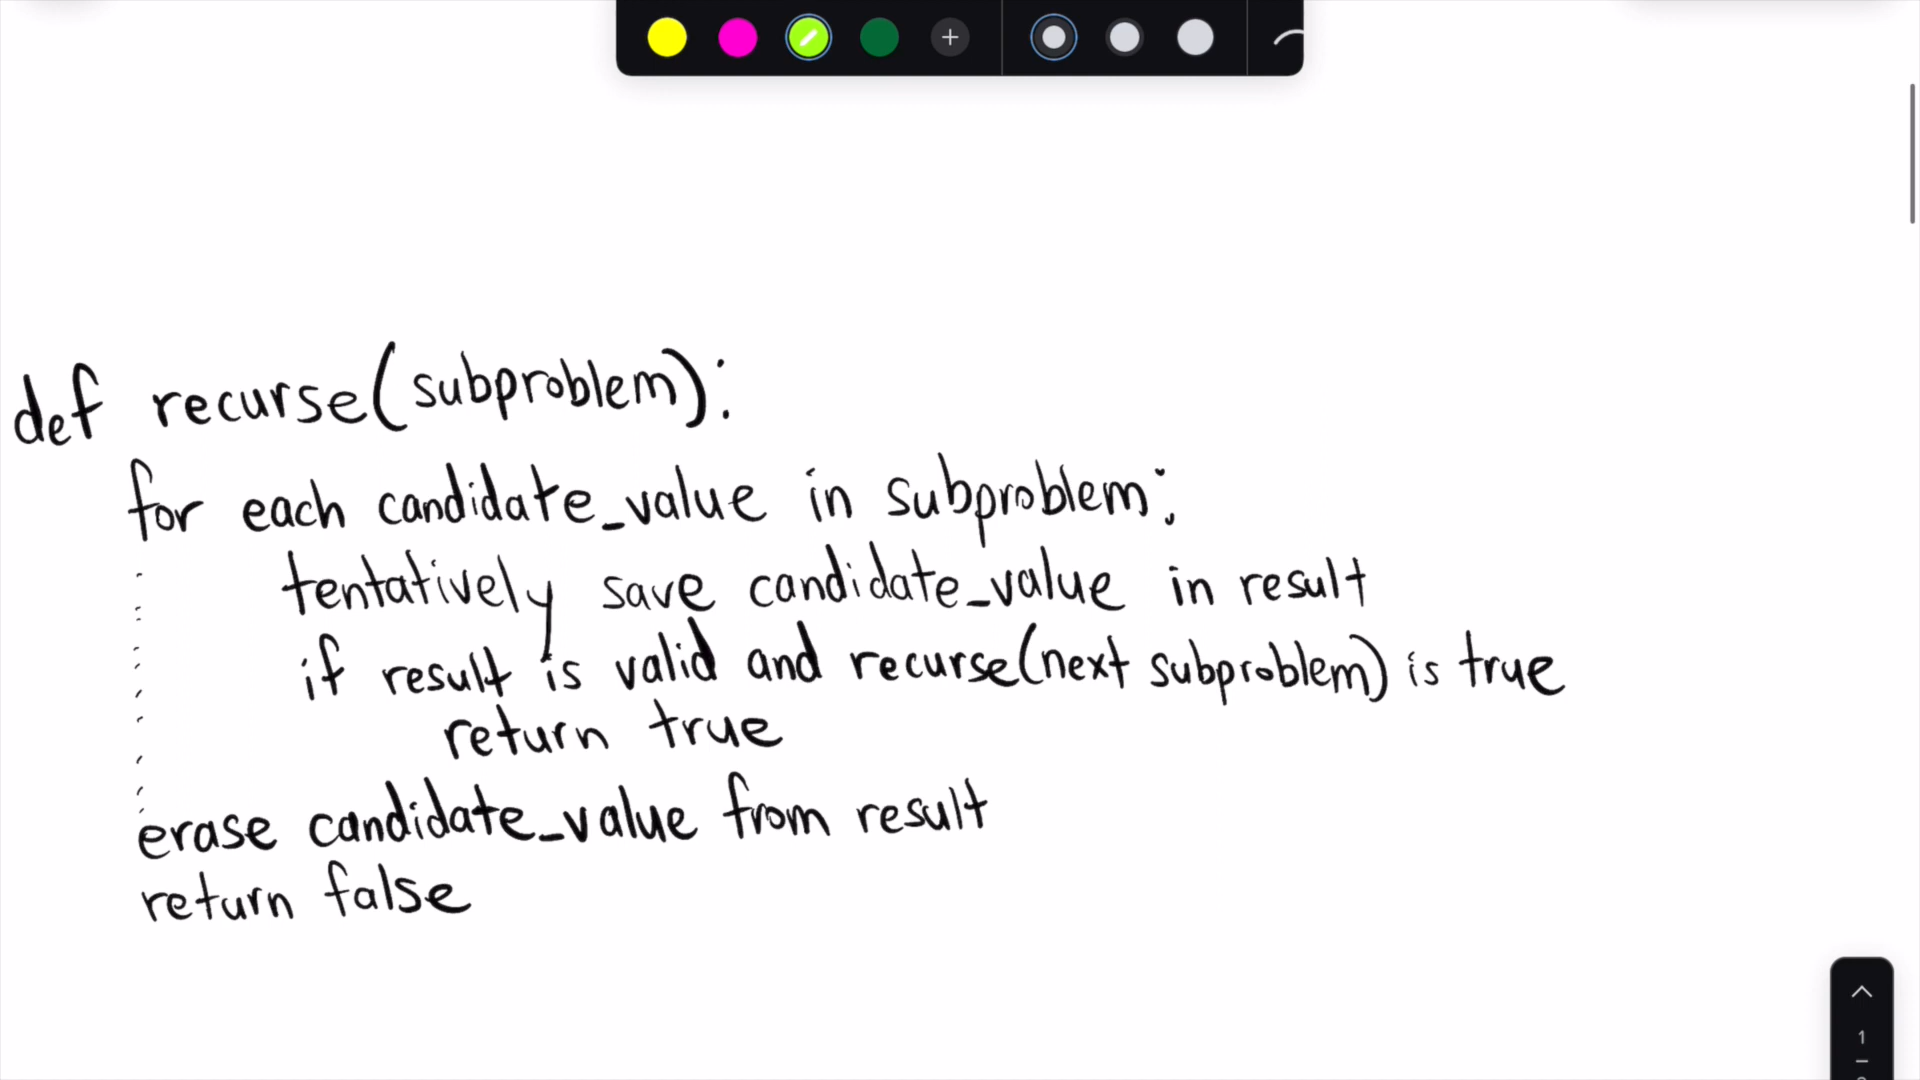 def recurse(subproblem):
for each candidate_value in subproblem:
tentatively save candidate_value in result
if result is valid and recurse(next subproblem) is true
return true
erase candidate_value from result
return false
1